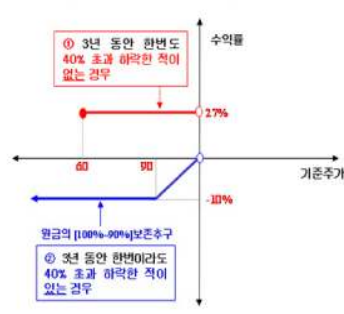 수익률
① 3년 동안 한번도
40% 초과 하락한 적이
없는 경우
27%
60
90
기준주가
-10%
원금의 [100%-90%]보존추구
② 3년 동안 한번이라도
40% 초과 하락한 적이
있는 경우